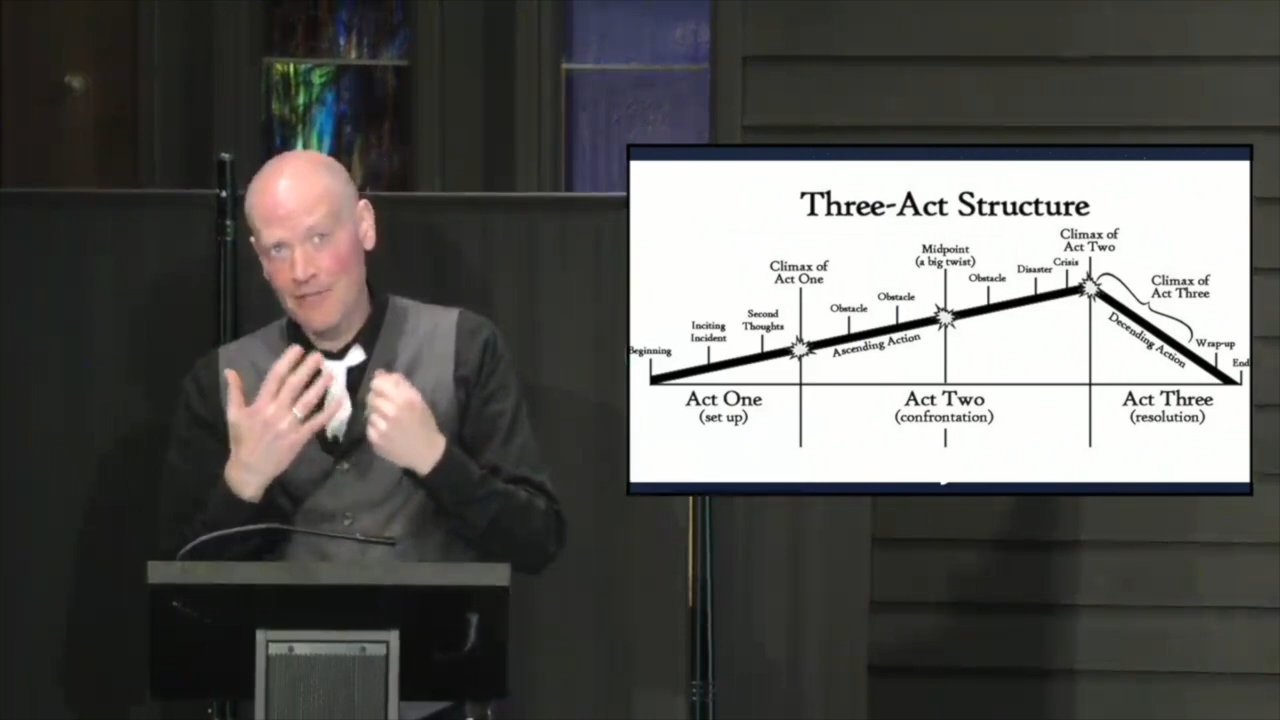 Three-Act Structure
Climax of
Act Two
Midpoint
(a big twist)
Climax of
Act One
Crisis
Disaster
Obstacle
Climax of
Act Three
Obstacle
Obstacle
Second
Thoughts
Inciting
Incident
Beginning
Ascending Action
Decending Action
Wrap-up
End
Act One
(set up)
Act Two
(confrontation)
Act Three
(resolution)